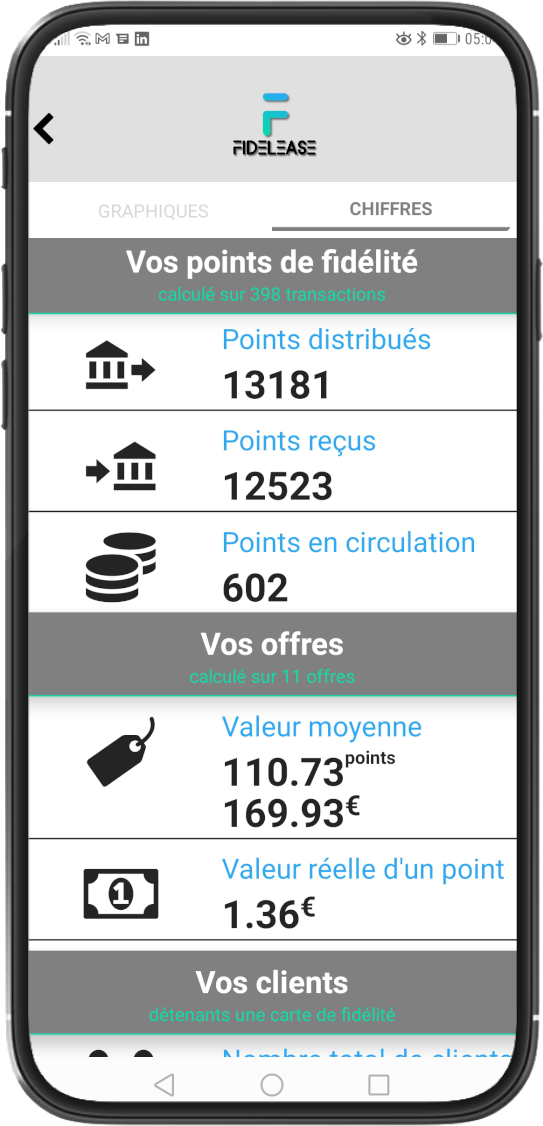 05:0
FIDELEASE
GRAPHIQUES
CHIFFRES
Vos points de fidélité
calculé sur 398 transactions
Points distribués
13181
Points reçus
12523
Points en circulation
602
Vos offres
calculé sur 11 offres
Valeur moyenne
110.73points
169.93€
Valeur réelle d'un point
1
1.36€
Vos clients
détenants une carte de fidélité
Nombre total de clients